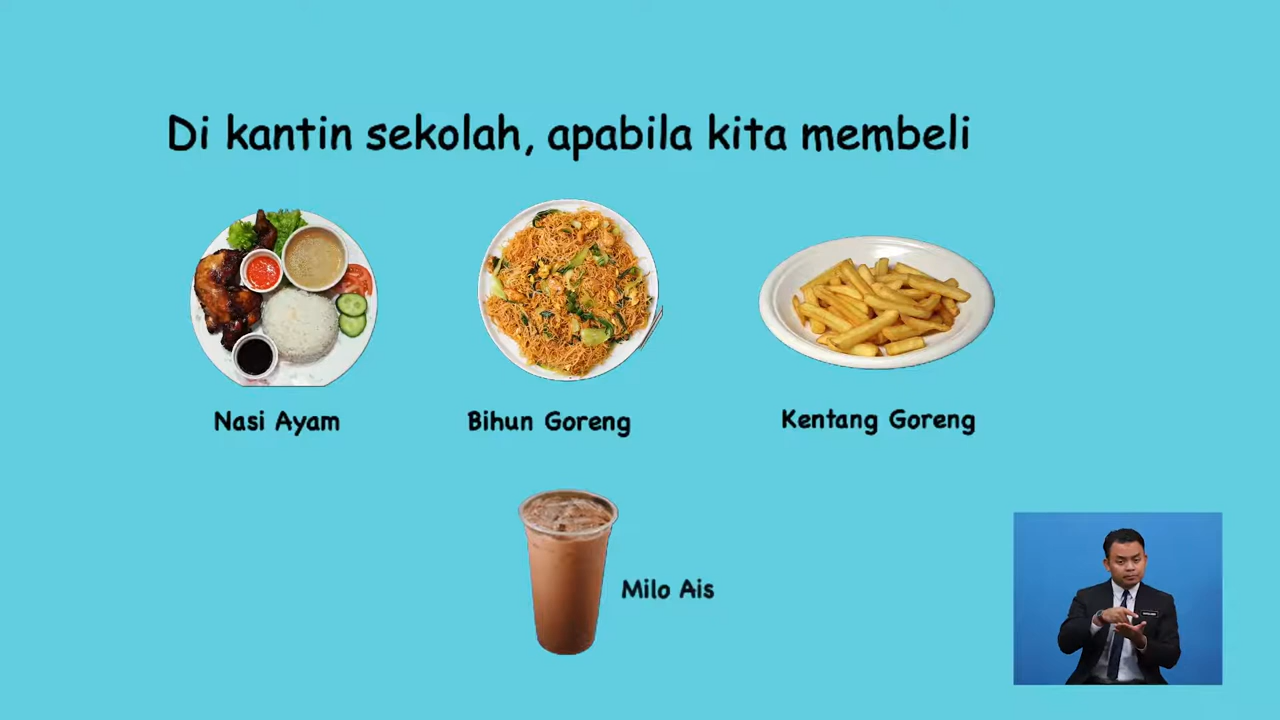 Di kantin sekolah, apabila kita membeli
Nasi Ayam
Bihun Goreng
Kentang Goreng
Milo Ais